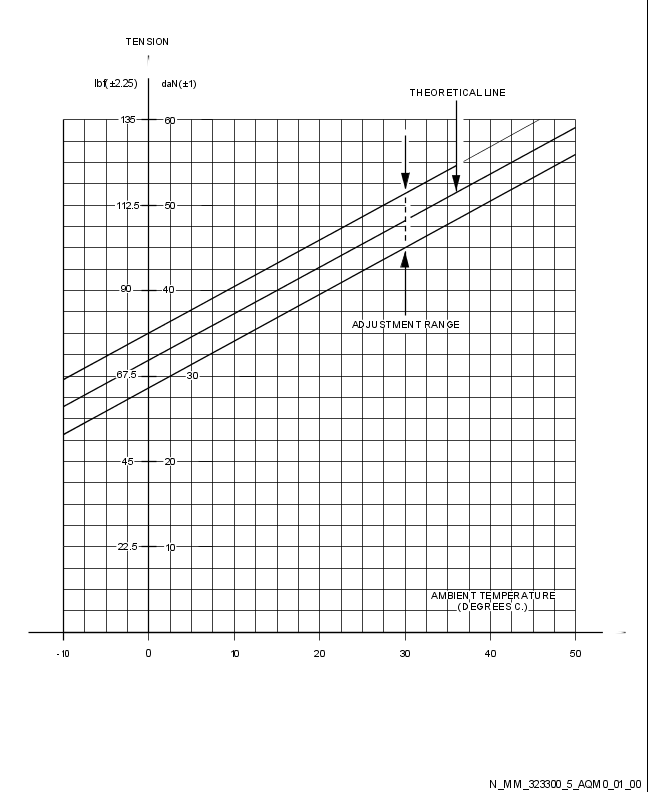 TENSION
lbf(±2.25) daN(±1)
THEORETICAL LINE
135 60
112.5 50
90 40
ADJUSTMENT RANGE
67.5 30
45 20
22.5 10
AMBIENT TEMPERATURE
(DEGREES C.)
-10 0 10 20 30 40 50
N_MM_323300_5_AQM0_01_00